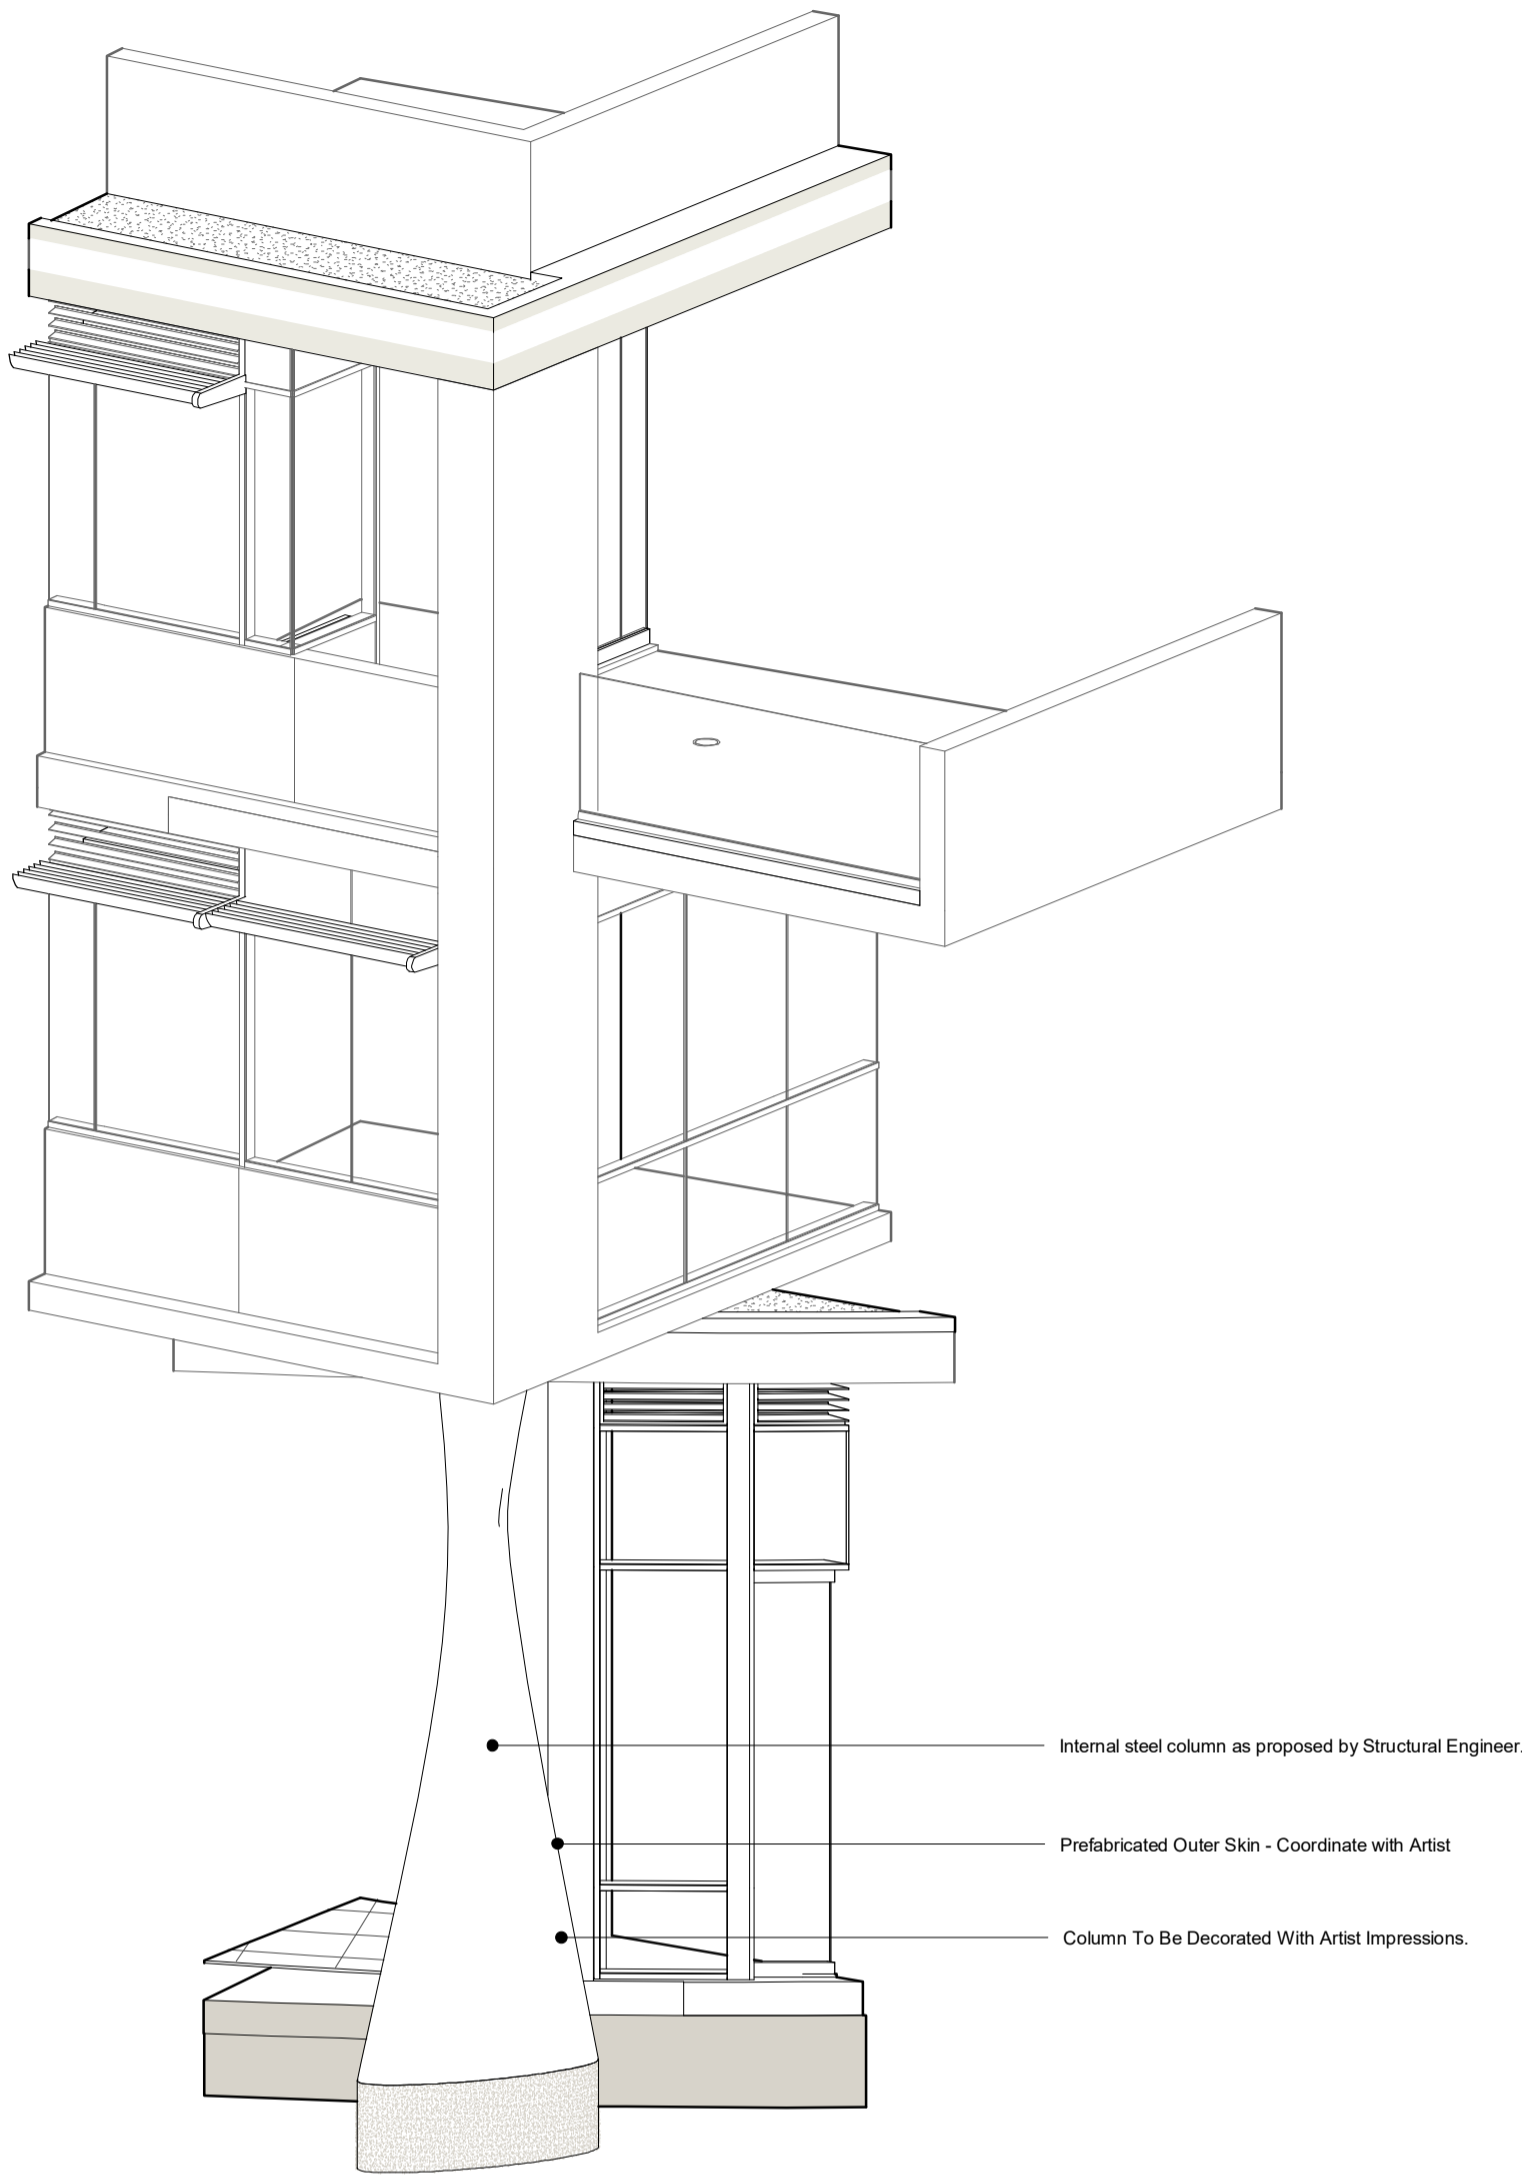 Internal steel column as proposed by Structural Engineer.
Prefabricated Outer Skin - Coordinate with Artist
Column To Be Decorated With Artist Impressions.